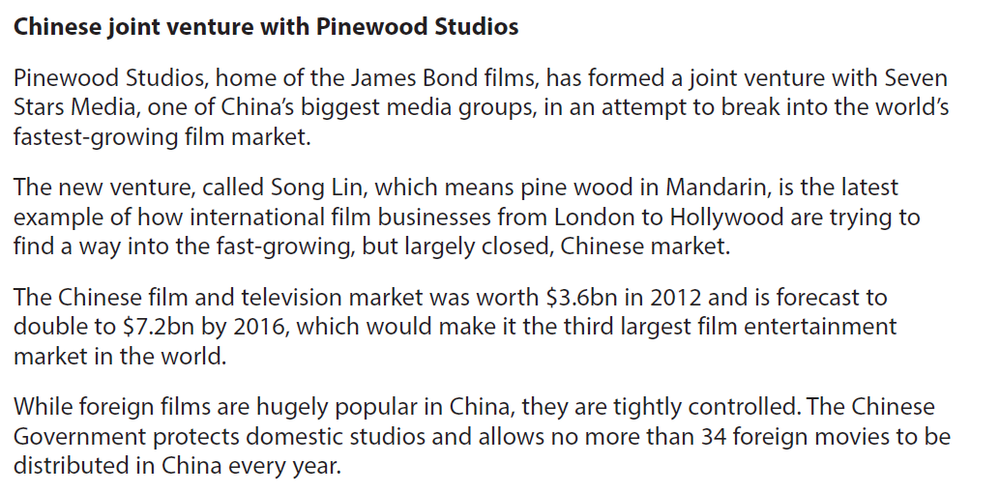 Chinese joint venture with Pinewood Studios
Pinewood Studios, home of the James Bond films, has formed a joint venture with Seven
Stars Media, one of China’s biggest media groups, in an attempt to break into the world’s
fastest-growing film market.
The new venture, called Song Lin, which means pine wood in Mandarin, is the latest
example of how international film businesses from London to Hollywood are trying to
find a way into the fast-growing, but largely closed, Chinese market.
The Chinese film and television market was worth $3.6bn in 2012 and is forecast to
double to $7.2bn by 2016, which would make it the third largest film entertainment
market in the world.
While foreign films are hugely popular in China, they are tightly controlled. The Chinese
Government protects domestic studios and allows no more than 34 foreign movies to be
distributed in China every year.